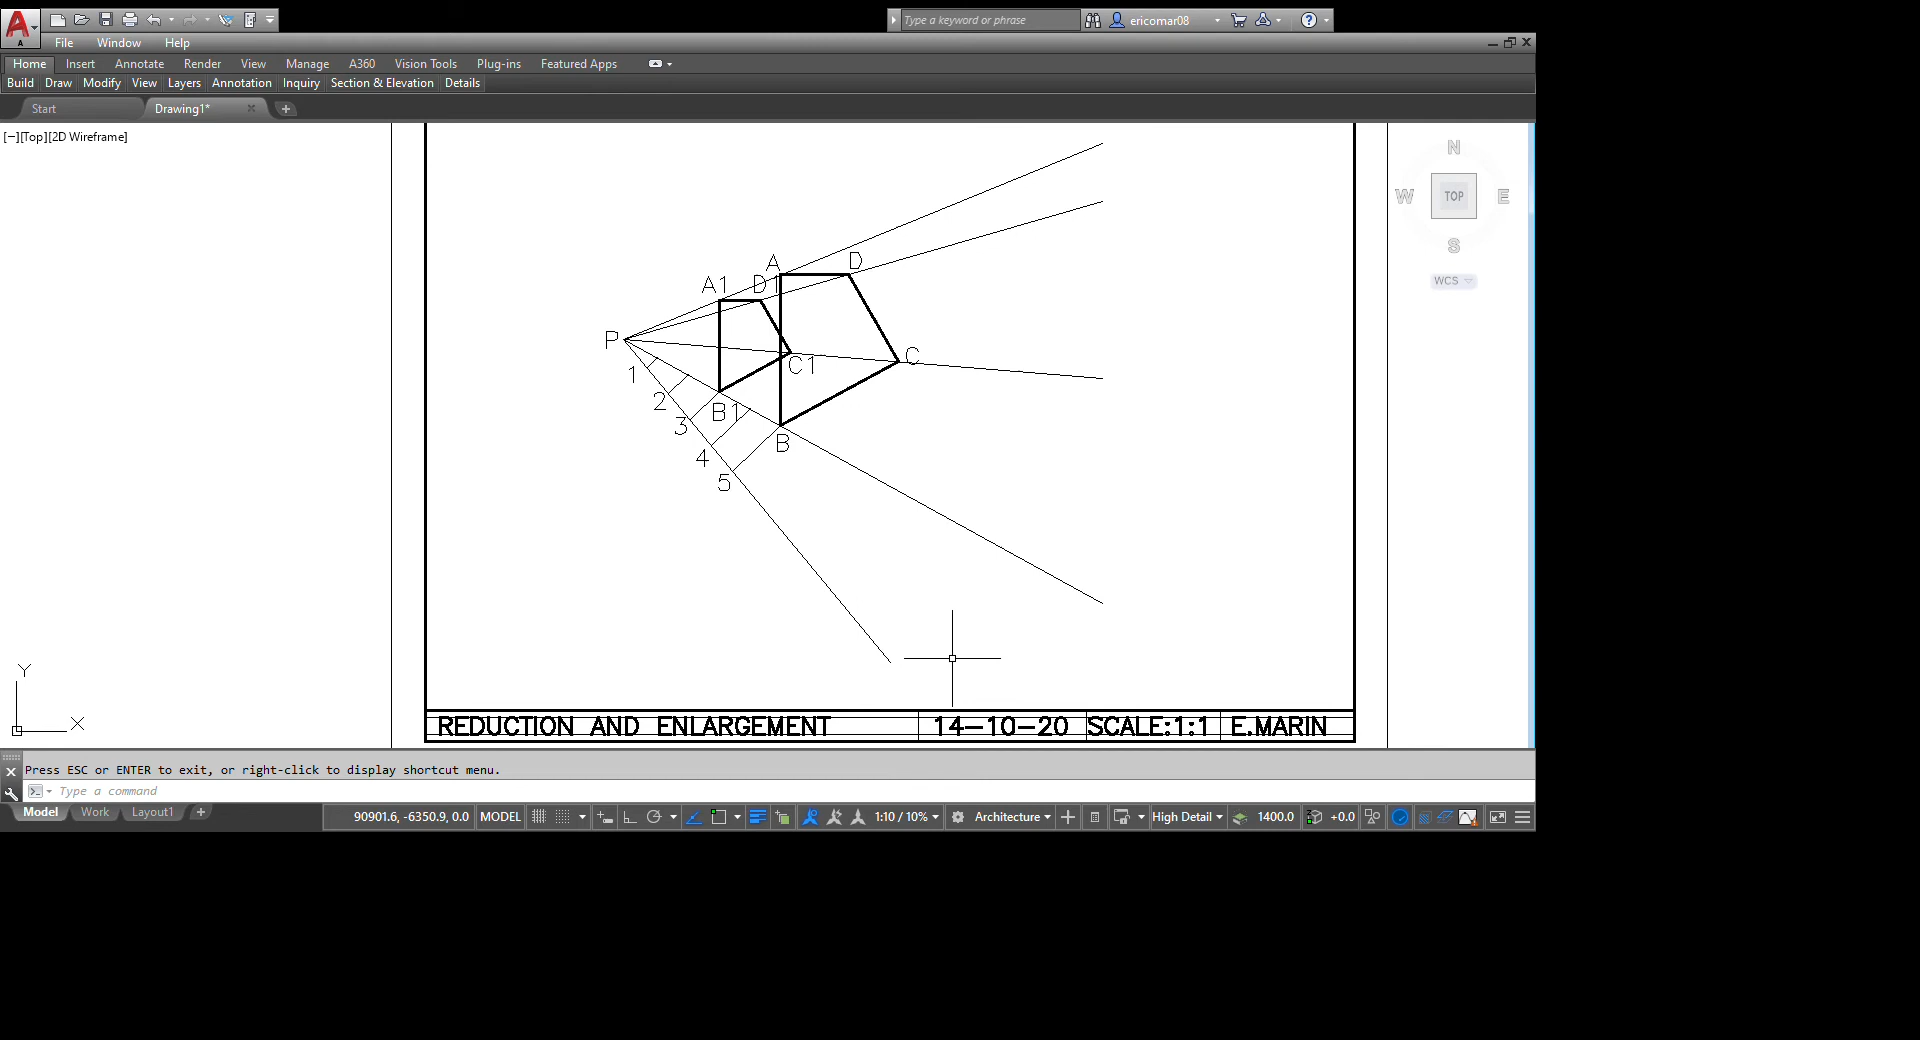 A
A
Type a keyword or phrase
ericomar08
?
File Window Help
Home Insert Annotate Render View Manage A360 Vision Tools Plug-ins Featured Apps
Build Draw Modify View Layers Annotation Inquiry Section & Elevation Details
Start Drawing1*
[−][Top][2D Wireframe]
N
W TOP E
S
WCS
A D
A1 D1
P
C
C1
1
2
B1
3
B
4
5
Y
X
REDUCTION AND ENLARGEMENT 14-10-20 SCALE:1:1 E.MARIN
Press ESC or ENTER to exit, or right-click to display shortcut menu.
Type a command
Model Work Layout1
90901.6, -6350.9, 0.0 MODEL 1:10 / 10% Architecture High Detail 1400.0 +0.0